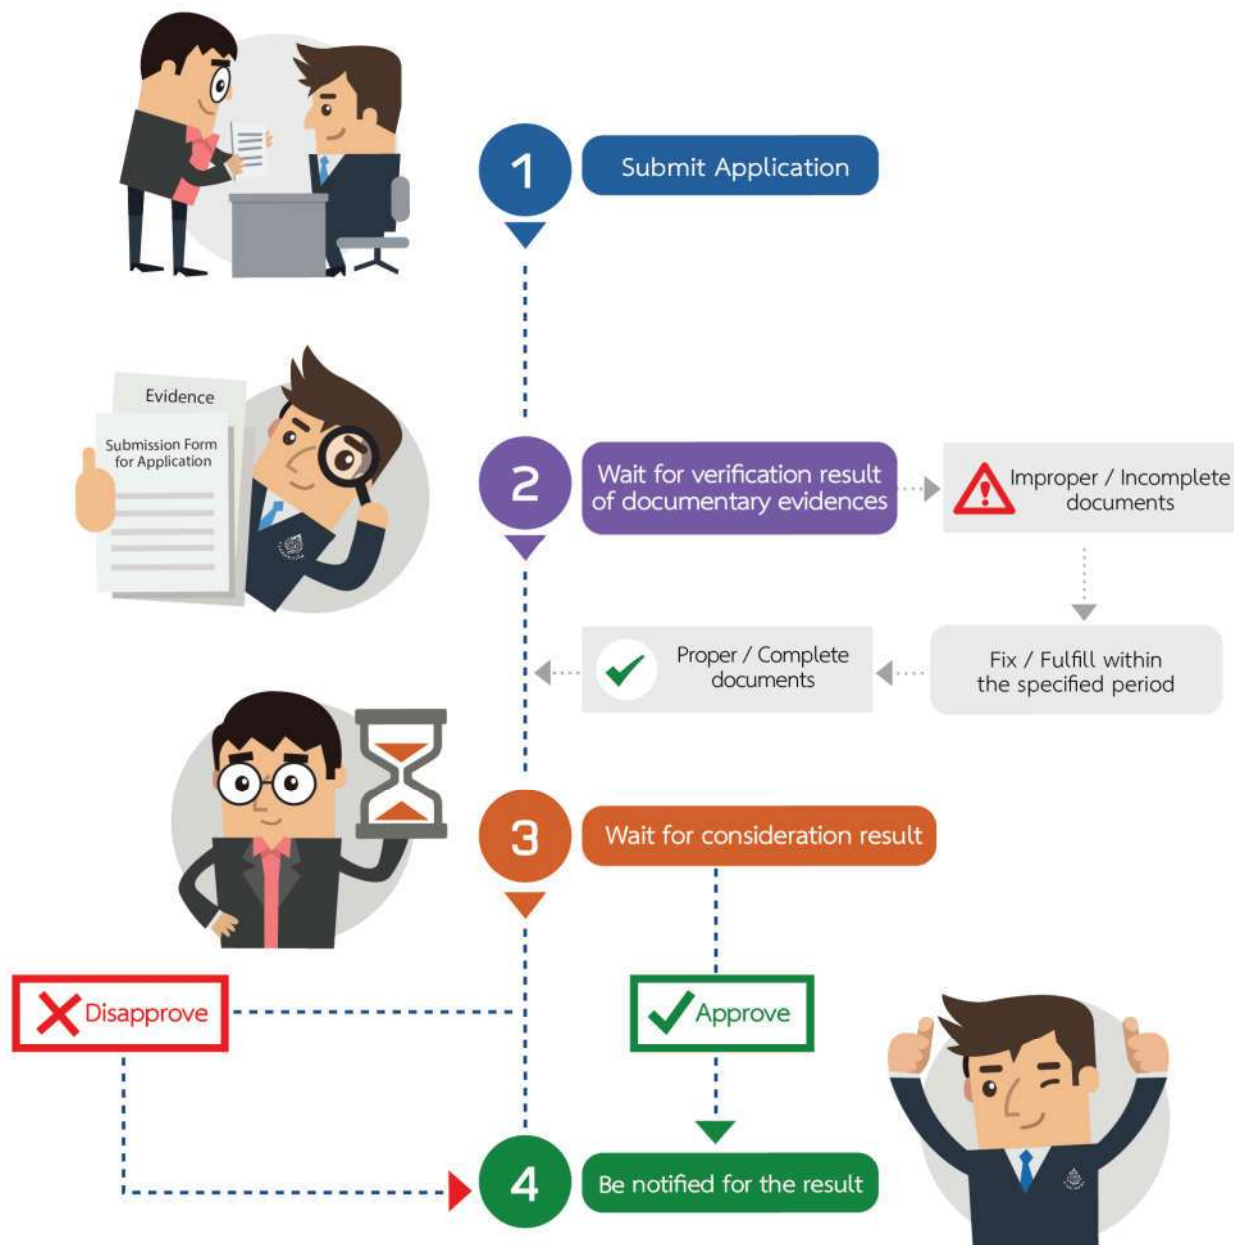 1
Submit Application
Evidence
Submission Form
for Application
2
Wait for verification result
of documentary evidences
Improper / Incomplete
documents
Proper / Complete
documents
Fix / Fulfill within
the specified period
3
Wait for consideration result
Disapprove
Approve
4
Be notified for the result